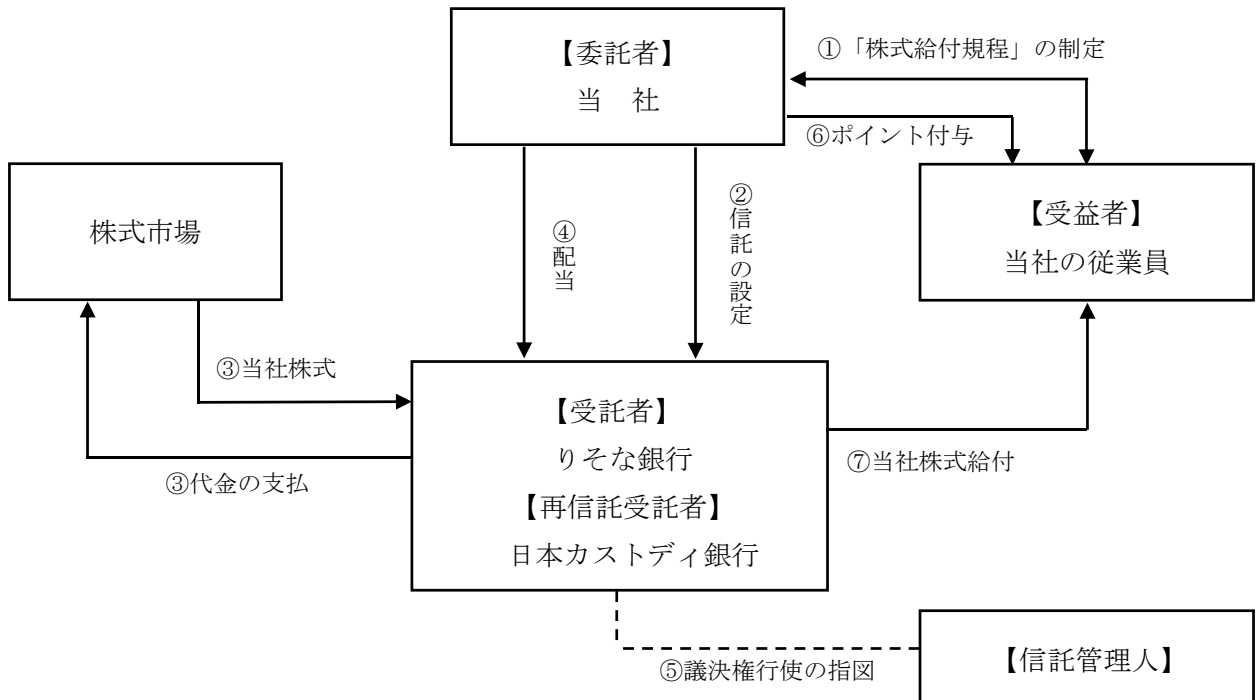 【委託者】
当　社
①「株式給付規程」の制定
⑥ポイント付与
株式市場
④配当
②信託の設定
【受益者】
当社の従業員
③当社株式
③代金の支払
【受託者】
りそな銀行
【再信託受託者】
日本カストディ銀行
⑦当社株式給付
⑤議決権行使の指図
【信託管理人】